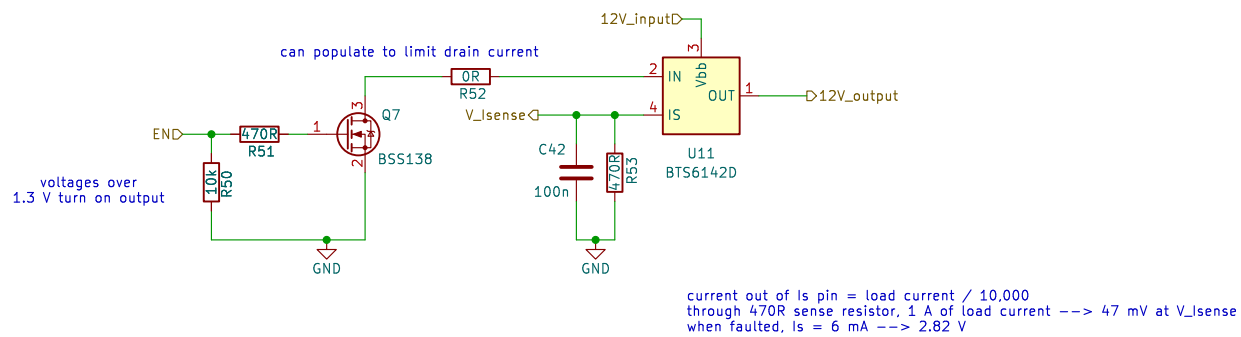 12V_input
can populate to limit drain current
3
Vbb
0R
R52
2
IN
OUT
1
12V_output
3
Q7
V_Isense
4
IS
EN
470R
R51
1
BSS138
2
C42
100n
470R
R53
U11
BTS6142D
10k
R50
voltages over
1.3 V turn on output
GND
GND
current out of Is pin = load current / 10,000
through 470R sense resistor, 1 A of load current --> 47 mV at V_Isense
when faulted, Is = 6 mA --> 2.82 V